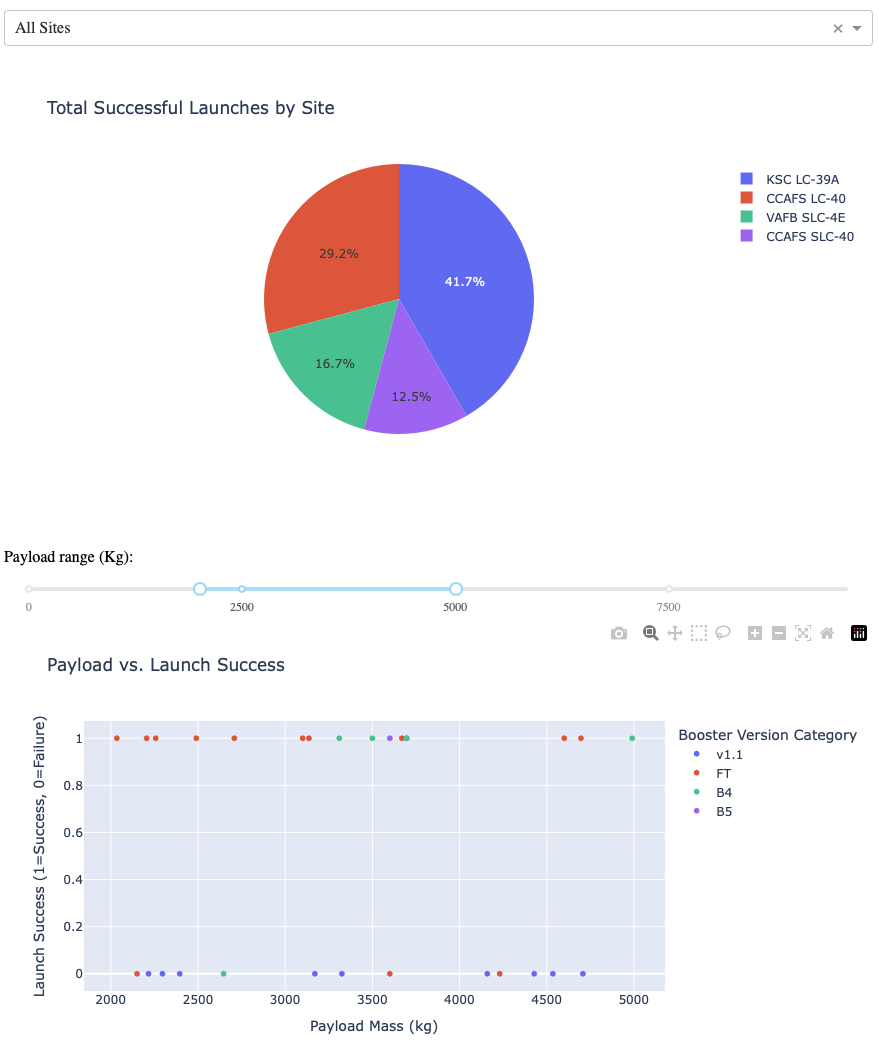 All Sites
Total Successful Launches by Site
KSC LC-39A
CCAFS LC-40
VAFB SLC-4E
CCAFS SLC-40
29.2%
41.7%
16.7%
12.5%
Payload range (Kg):
0 2500 5000 7500
Payload vs. Launch Success
Launch Success (1=Success, 0=Failure)
1
0.8
0.6
0.4
0.2
0
2000 2500 3000 3500 4000 4500 5000
Payload Mass (kg)
Booster Version Category
v1.1
FT
B4
B5